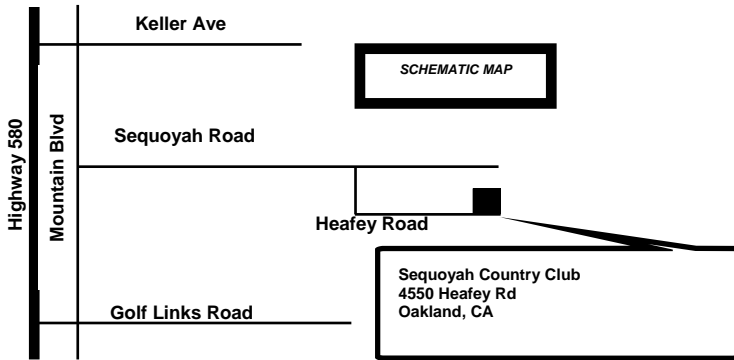 Keller Ave
SCHEMATIC MAP
Highway 580
Mountain Blvd
Sequoyah Road
Heafey Road
Sequoyah Country Club
4550 Heafey Rd
Oakland, CA
Golf Links Road